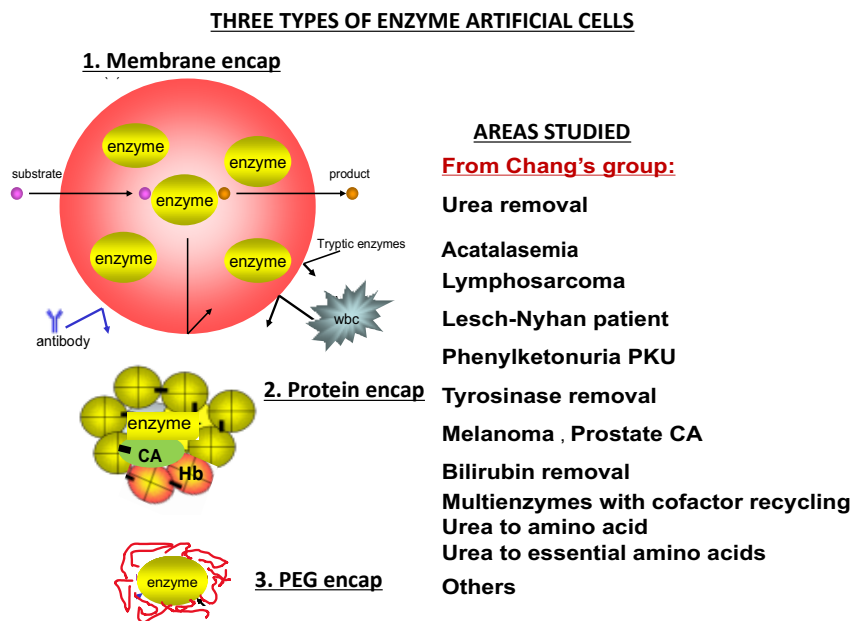 THREE TYPES OF ENZYME ARTIFICIAL CELLS
1. Membrane encap
enzyme
enzyme
substrate
product
enzyme
enzyme
enzyme
Tryptic enzymes
antibody
wbc
2. Protein encap
enzyme
CA
Hb
enzyme
3. PEG encap
AREAS STUDIED
From Chang's group:
Urea removal
Acatalasemia
Lymphosarcoma
Lesch-Nyhan patient
Phenylketonuria PKU
Tyrosinase removal
Melanoma , Prostate CA
Bilirubin removal
Multienzymes with cofactor recycling
Urea to amino acid
Urea to essential amino acids
Others